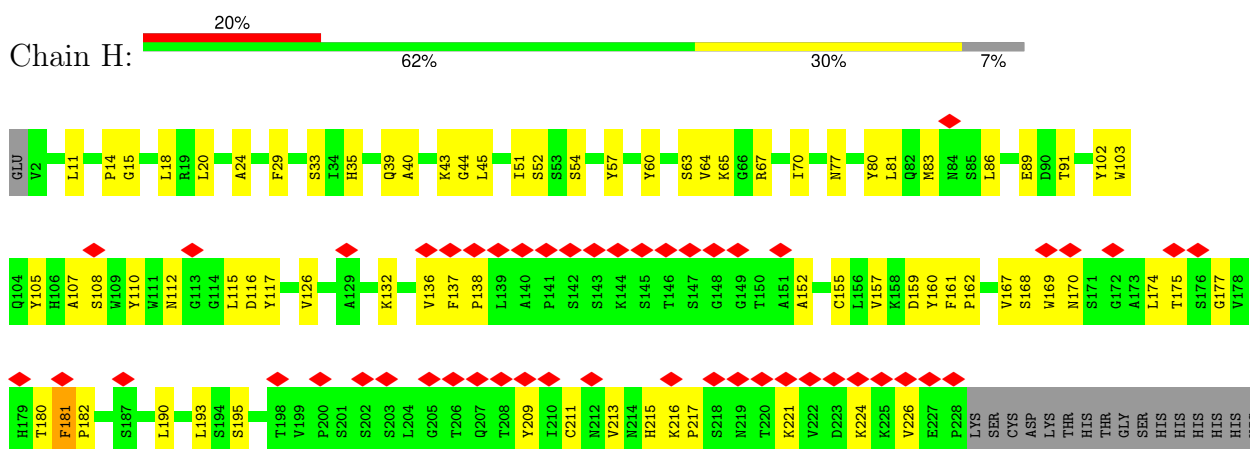 20%
Chain H:
62% 30% 7%
GLU V2 L11 P14 G15 L18 R19 L20 A24 F29 S33 I34 H35 Q39 A40 K43 G44 L45 I51 S52 S53 S54 Y57 Y60 S63 V64 K65 G66 R67 I70 N77 Y80 L81 Q82 M83 N84 S85 L86 E89 D90 T91 Y102 W103
Q104 Y105 H106 A107 S108 W109 Y110 W111 N112 G113 G114 L115 D116 Y117 V126 A129 K132 V136 F137 P138 L139 A140 P141 S142 S143 K144 S145 T146 S147 G148 G149 T150 A151 A152 C155 L156 V157 K158 D159 Y160 F161 P162 V167 S168 W169 N170 S171 G172 A173 L174 T175 S176 G177 V178
H179 T180 F181 P182 S187 L190 L193 S194 S195 T198 V199 P200 S201 S202 S203 L204 G205 T206 Q207 T208 Y209 I210 C211 N212 V213 N214 H215 K216 P217 S218 N219 T220 K221 V222 D223 K224 K225 V226 E227 P228 LYS SER CYS ASP LYS THR HIS THR GLY SER HIS HIS HIS HIS HIS